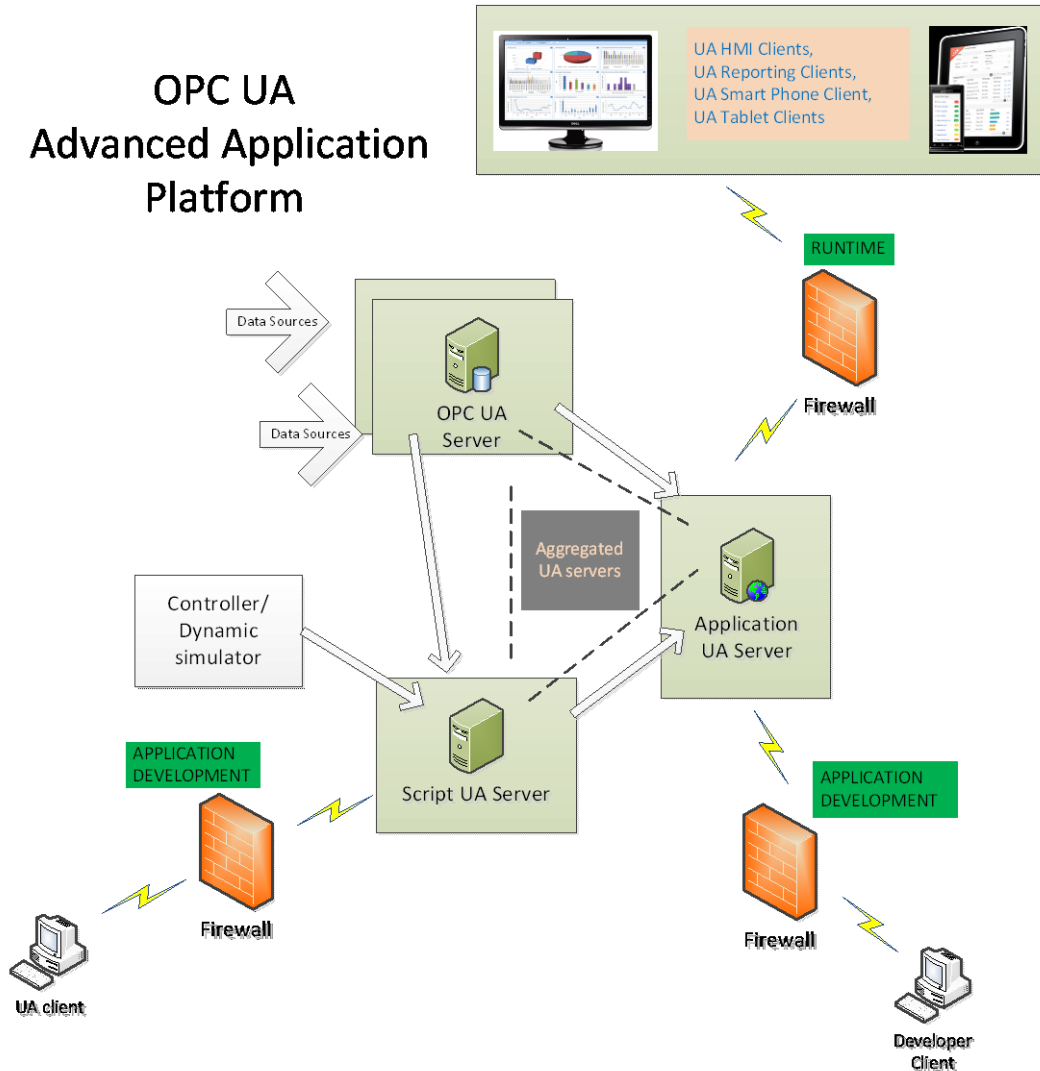 OPC UA
Advanced Application
Platform
UA HMI Clients,
UA Reporting Clients,
UA Smart Phone Client,
UA Tablet Clients
RUNTIME
Firewall
Data Sources
Data Sources
OPC UA
Server
Aggregated
UA servers
Application
UA Server
Controller/
Dynamic
simulator
Script UA Server
APPLICATION
DEVELOPMENT
Firewall
UA client
APPLICATION
DEVELOPMENT
Firewall
Developer
Client